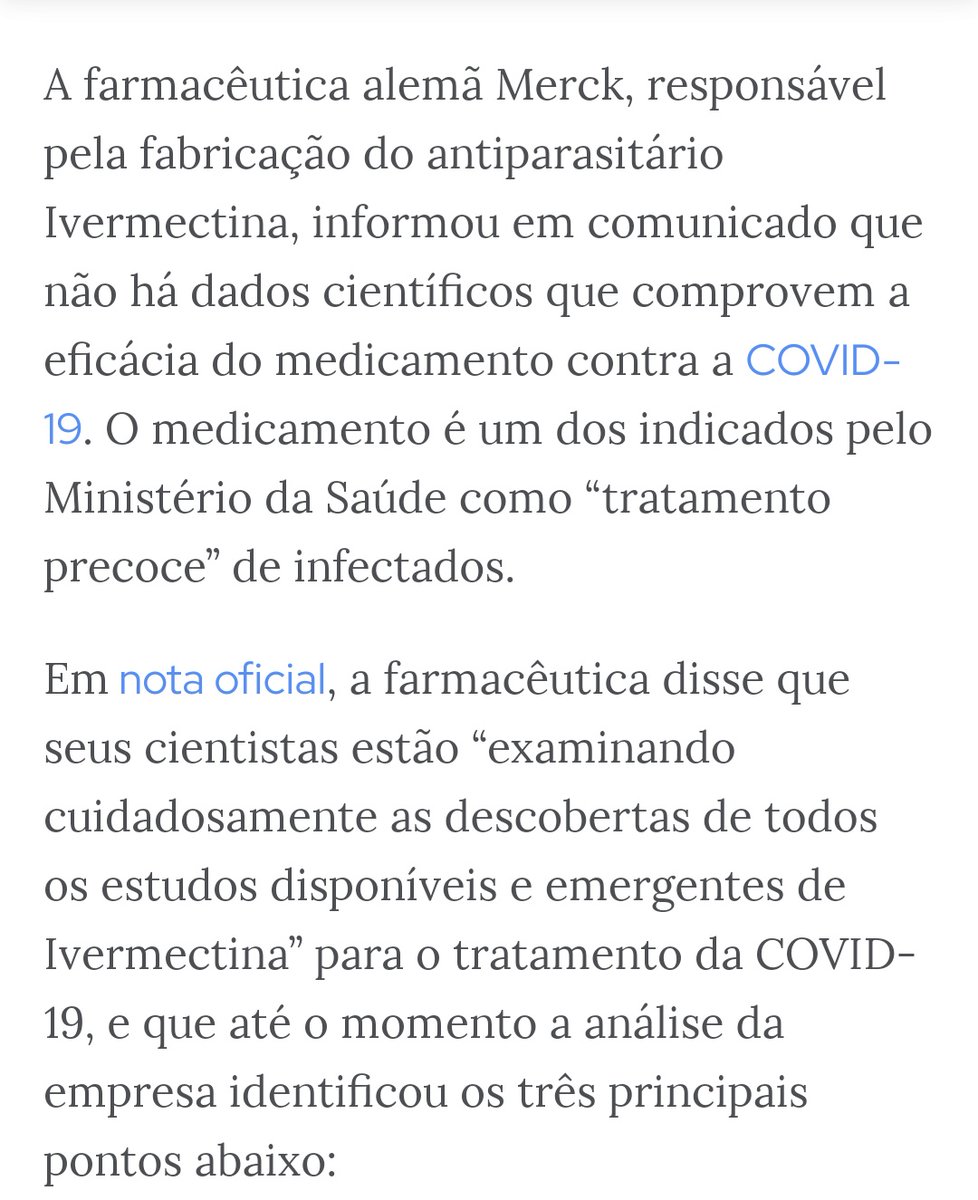 A farmacêutica alemã Merck, responsável
pela fabricação do antiparasitário
Ivermectina, informou em comunicado que
não há dados científicos que comprovem a
eficácia do medicamento contra a COVID-
19. O medicamento é um dos indicados pelo
Ministério da Saúde como “tratamento
precoce” de infectados.
Em nota oficial, a farmacêutica disse que
seus cientistas estão “examinando
cuidadosamente as descobertas de todos
os estudos disponíveis e emergentes de
Ivermectina” para o tratamento da COVID-
19, e que até o momento a análise da
empresa identificou os três principais
pontos abaixo: